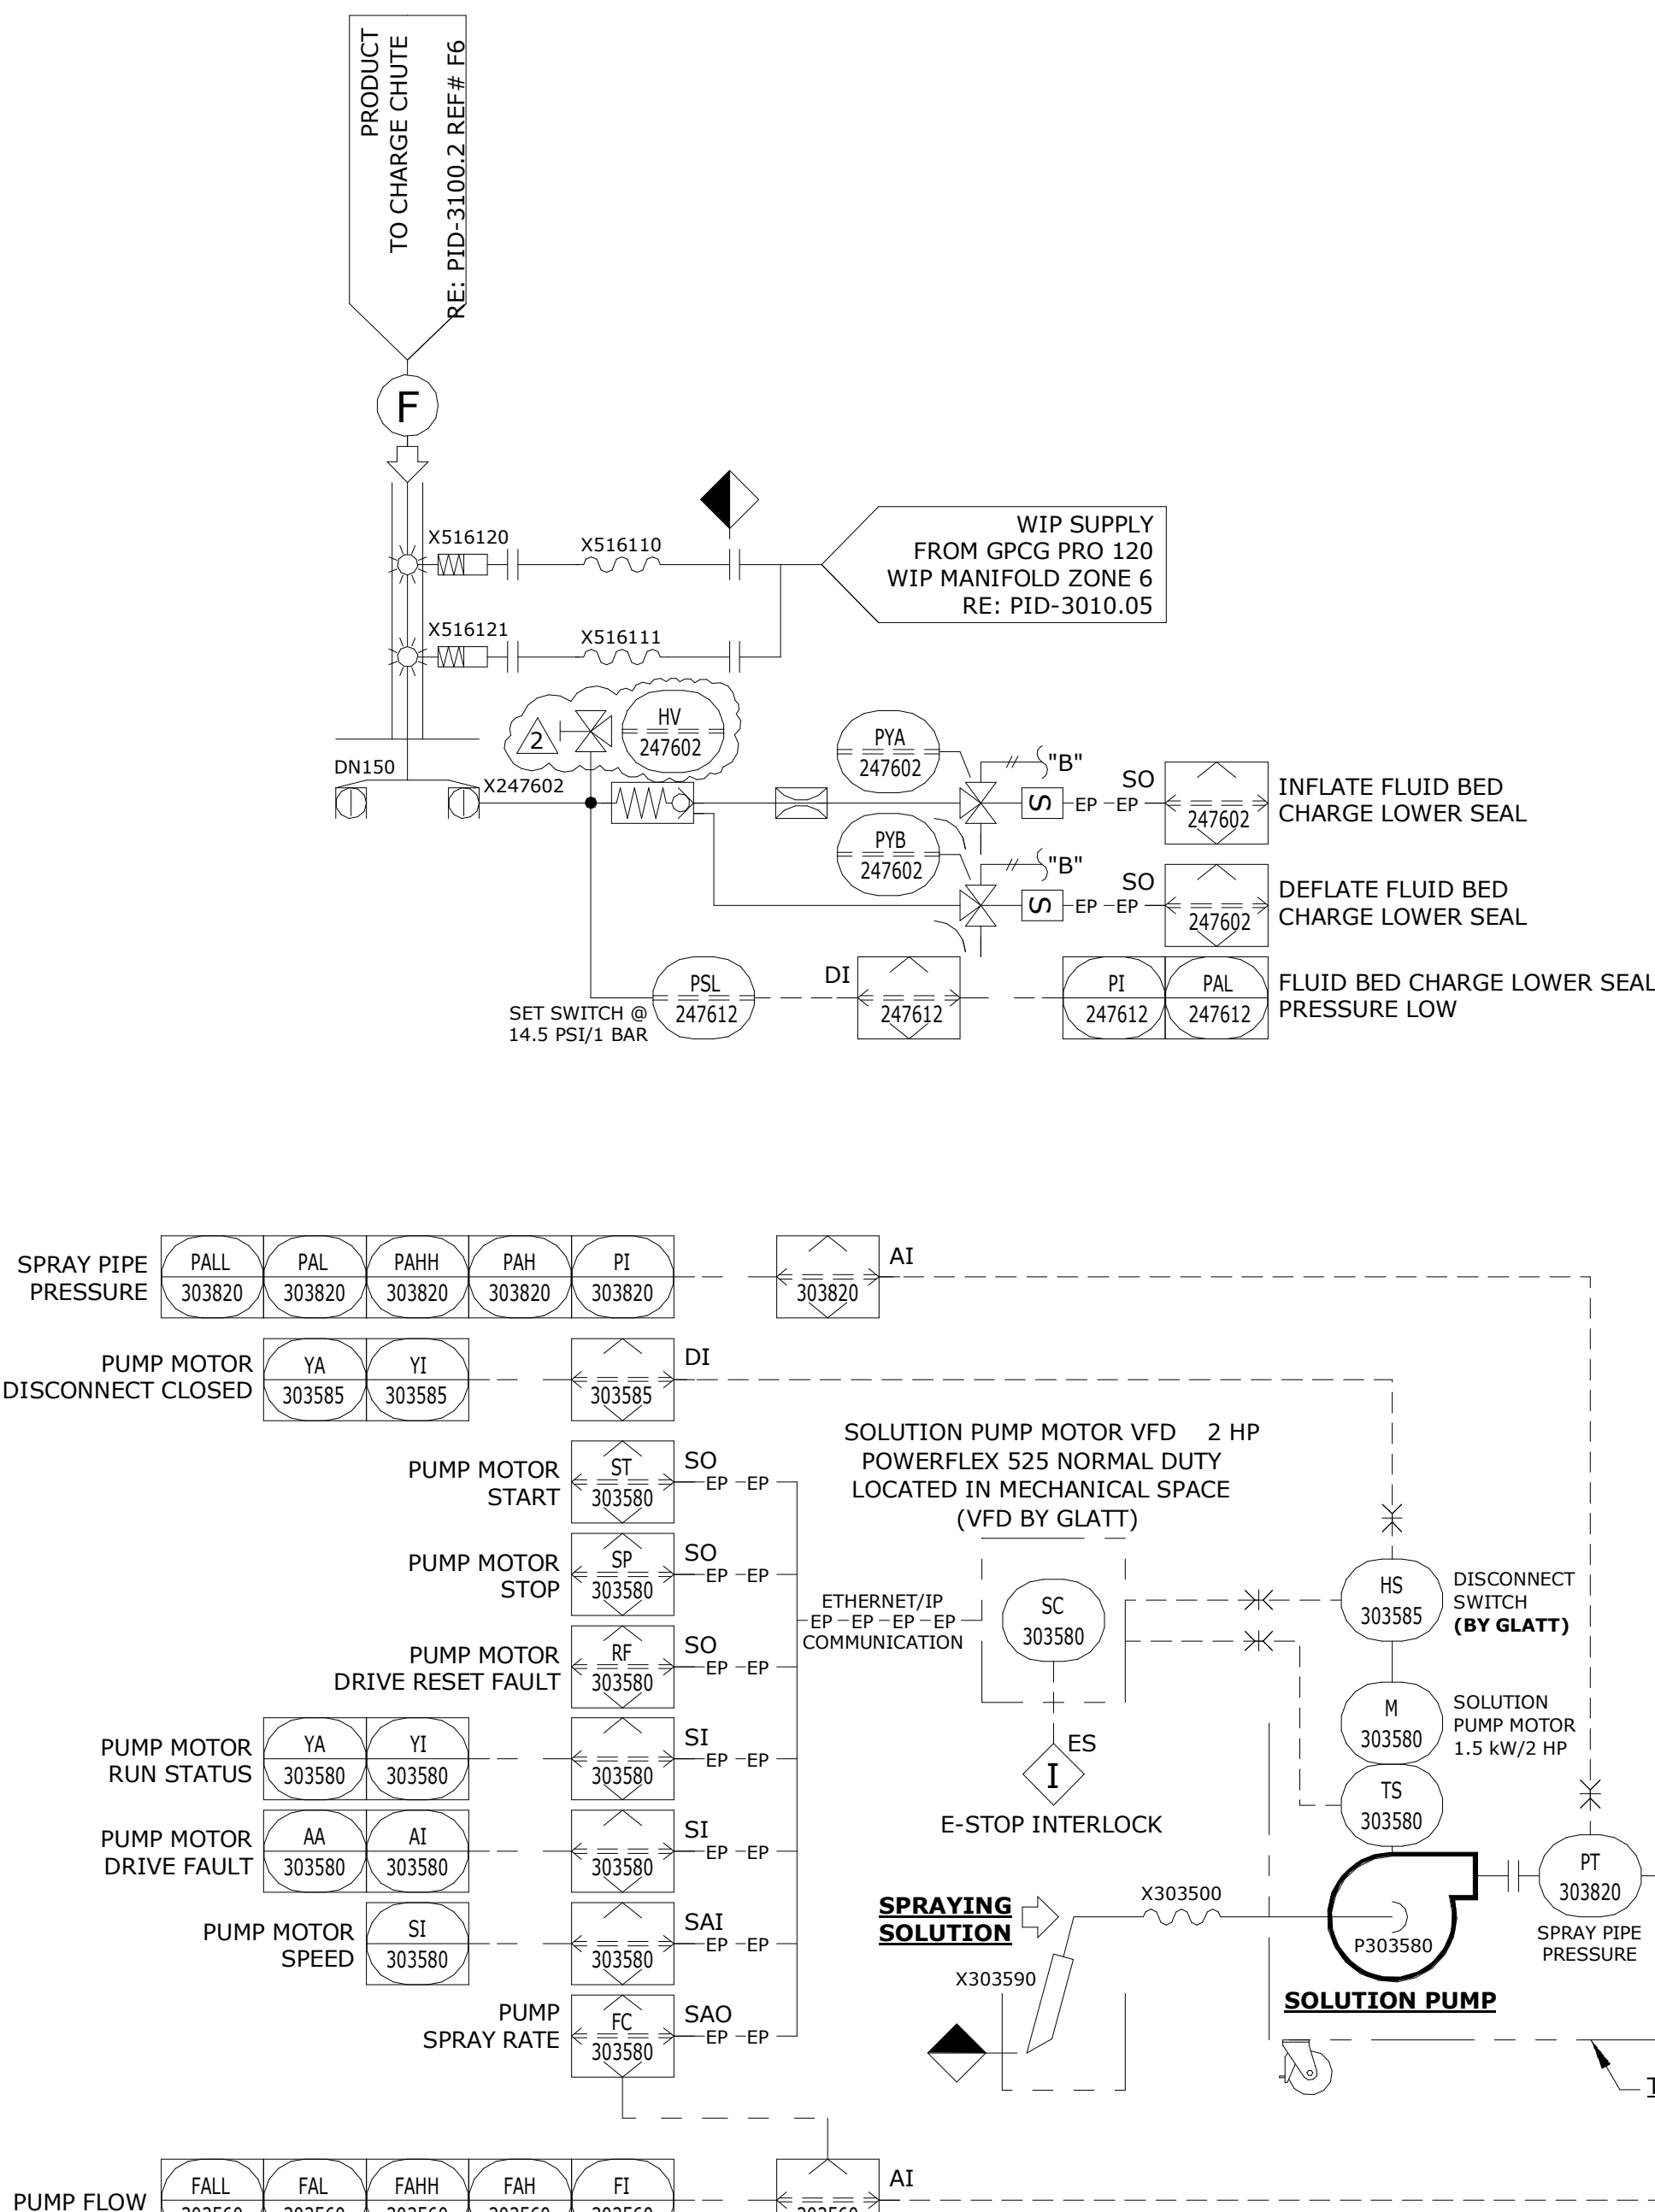 PRODUCT
TO CHARGE CHUTE
RE: PID-3100.2 REF# F6
F
X516120
X516110
WIP SUPPLY
FROM GPCG PRO 120
WIP MANIFOLD ZONE 6
RE: PID-3010.05
X516121
X516111
2
HV
247602
DN150
X247602
PYA
247602
"B"
S
EP EP
SO
247602
INFLATE FLUID BED
CHARGE LOWER SEAL
PYB
247602
"B"
S
EP EP
SO
247602
DEFLATE FLUID BED
CHARGE LOWER SEAL
SET SWITCH @
14.5 PSI/1 BAR
PSL
247612
DI
247612
PI
247612
PAL
247612
FLUID BED CHARGE LOWER SEAL
PRESSURE LOW
SPRAY PIPE
PRESSURE
PALL
303820
PAL
303820
PAHH
303820
PAH
303820
PI
303820
303820
AI
PUMP MOTOR
DISCONNECT CLOSED
YA
303585
YI
303585
303585
DI
PUMP MOTOR
START
ST
303580
SO
EP EP
PUMP MOTOR
STOP
SP
303580
SO
EP EP
PUMP MOTOR
DRIVE RESET FAULT
RF
303580
SO
EP EP
PUMP MOTOR
RUN STATUS
YA
303580
YI
303580
303580
SI
EP EP
PUMP MOTOR
DRIVE FAULT
AA
303580
AI
303580
303580
SI
EP EP
PUMP MOTOR
SPEED
SI
303580
303580
SAI
EP EP
PUMP
SPRAY RATE
FC
303580
SAO
EP EP
SOLUTION PUMP MOTOR VFD 2 HP
POWERFLEX 525 NORMAL DUTY
LOCATED IN MECHANICAL SPACE
(VFD BY GLATT)
ETHERNET/IP
EP EP EP EP
COMMUNICATION
SC
303580
ES
I
E-STOP INTERLOCK
HS
303585
DISCONNECT
SWITCH
(BY GLATT)
M
303580
SOLUTION
PUMP MOTOR
1.5 kW/2 HP
TS
303580
SPRAYING
SOLUTION
X303500
X303590
P303580
SOLUTION PUMP
PT
303820
SPRAY PIPE
PRESSURE
PUMP FLOW
FALL
FAL
FAHH
FAH
FI
AI